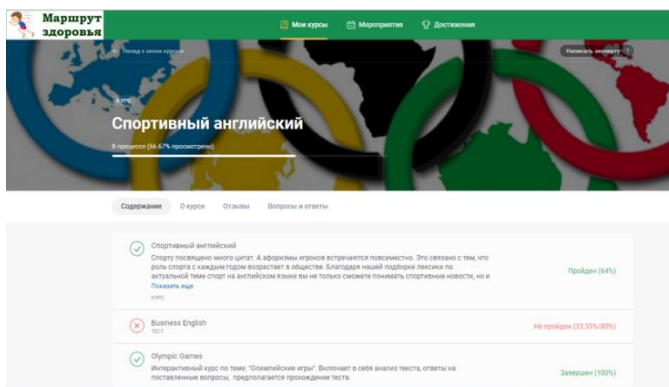 Маршрут
здоровья
Мои курсы
Мероприятия
Достижения
Назад к моим курсам
Написать эксперту
КУРС
Спортивный английский
В процессе (66.67% просмотрено)
Содержание
О курсе
Отзывы
Вопросы и ответы
Спортивный английский
Спорту посвящено много цитат. А афоризмы игроков встречаются повсеместно. Это связано с тем, что
роль спорта с каждым годом возрастает в обществе. Благодаря нашей подборке лексики по
актуальной теме спорт на английском языке вы не только сможете понимать спортивные новости, но и
Показать еще
КУРС
Пройден (64%)
Business English
ТЕСТ
Не пройден (33.33%/80%)
Olympic Games
Интерактивный курс по теме: "Олимпийские игры". Включает в себя анализ текста, ответы на
поставленные вопросы, предполагается прохождение теста.
Завершен (100%)